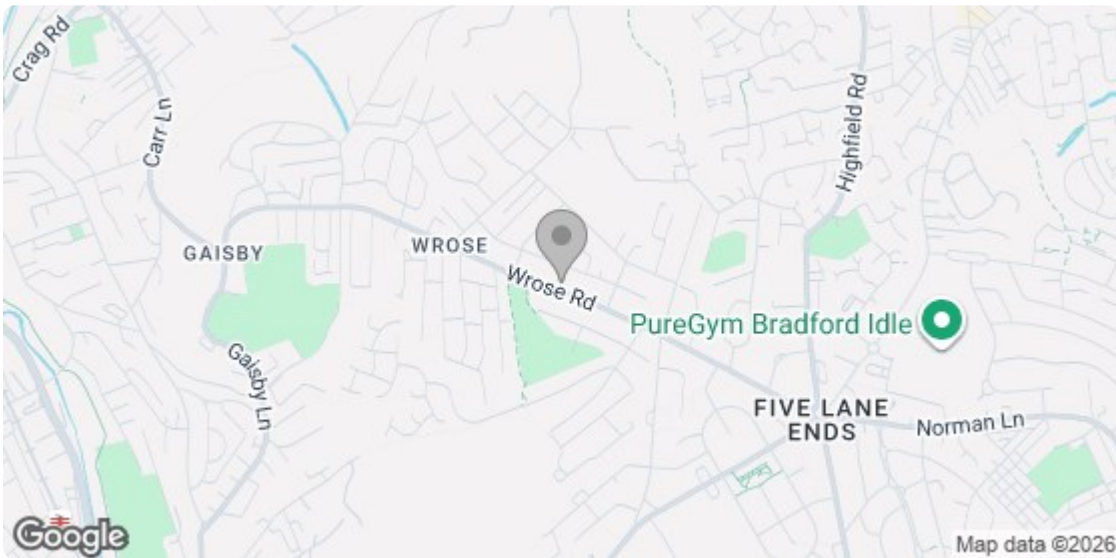 Crag Rd
Carr Ln
Highfield Rd
GAISBY
WROSE
Wrose Rd
PureGym Bradford Idle
Gaisby Ln
FIVE LANE
ENDS
Norman Ln
Google
Map data ©2026